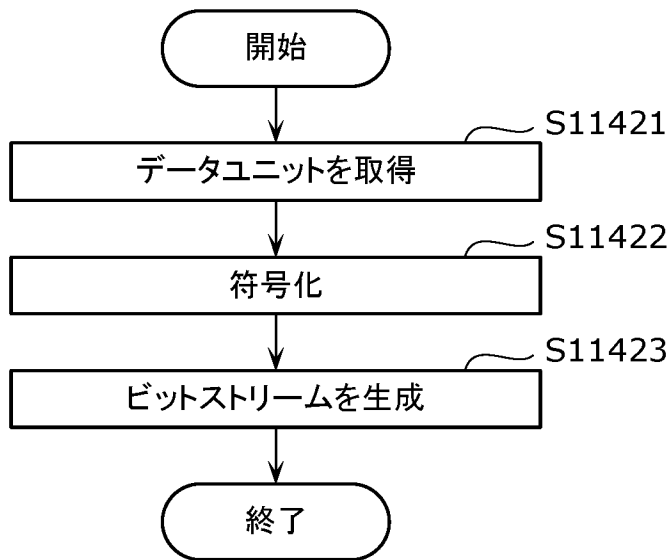 開始
S11421
データユニットを取得
S11422
符号化
S11423
ビットストリームを生成
終了